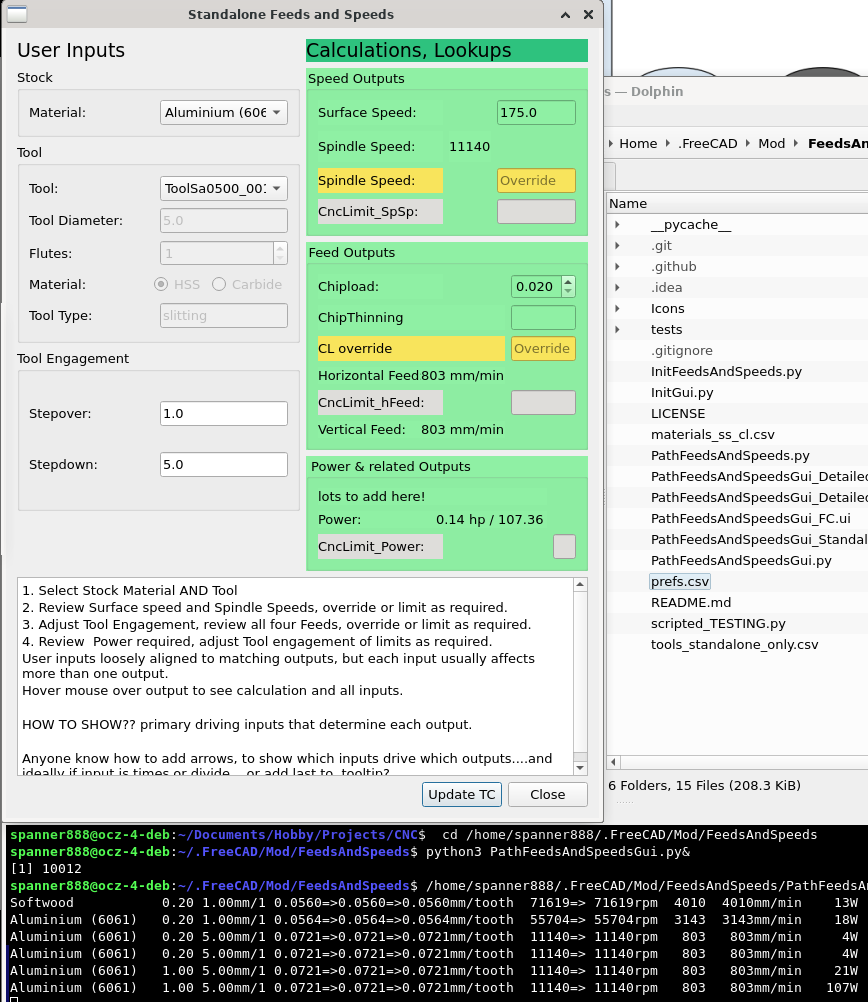 Standalone Feeds and Speeds
User Inputs
Stock
Material: Aluminium (606
Tool
Tool: ToolSa0500_00
Tool Diameter: 5.0
Flutes: 1
Material: HSS Carbide
Tool Type: slitting
Tool Engagement
Stepover: 1.0
Stepdown: 5.0
Calculations, Lookups
Speed Outputs
Surface Speed: 175.0
Spindle Speed: 11140
Spindle Speed: Override
CncLimit_SpSp:
Feed Outputs
Chipload: 0.020
ChipThinning
CL override Override
Horizontal Feed 803 mm/min
CncLimit_hFeed:
Vertical Feed: 803 mm/min
Power & related Outputs
lots to add here!
Power: 0.14 hp / 107.36
CncLimit_Power:
1. Select Stock Material AND Tool
2. Review Surface speed and Spindle Speeds, override or limit as required.
3. Adjust Tool Engagement, review all four Feeds, override or limit as required.
4. Review  Power required, adjust Tool engagement of limits as required.
User inputs loosely aligned to matching outputs, but each input usually affects
more than one output.
Hover mouse over output to see calculation and all inputs.
HOW TO SHOW?? primary driving inputs that determine each output.
Anyone know how to add arrows, to show which inputs drive which outputs....and
ideally if input is times or divide... or add last to  tooltip?
Update TC Close
s — Dolphin
Home .FreeCAD Mod FeedsAn
Name
__pycache__
.git
.github
.idea
Icons
tests
.gitignore
InitFeedsAndSpeeds.py
InitGui.py
LICENSE
materials_ss_cl.csv
PathFeedsAndSpeeds.py
PathFeedsAndSpeedsGui_Detailed
PathFeedsAndSpeedsGui_Detailed
PathFeedsAndSpeedsGui_FC.ui
PathFeedsAndSpeedsGui_Standal
PathFeedsAndSpeedsGui.py
prefs.csv
README.md
scripted_TESTING.py
tools_standalone_only.csv
6 Folders, 15 Files (208.3 KiB)
spanner888@ocz-4-deb:~/Documents/Hobby/Projects/CNC$  cd /home/spanner888/.FreeCAD/Mod/FeedsAndSpeeds
spanner888@ocz-4-deb:~/.FreeCAD/Mod/FeedsAndSpeeds$ python3 PathFeedsAndSpeedsGui.py&
[1] 10012
spanner888@ocz-4-deb:~/.FreeCAD/Mod/FeedsAndSpeeds$ /home/spanner888/.FreeCAD/Mod/FeedsAndSpeeds/PathFeedsAn
Softwood 0.20 1.00mm/1 0.0560=>0.0560=>0.0560mm/tooth 71619=> 71619rpm 4010 4010mm/min 13W
Aluminium (6061) 0.20 1.00mm/1 0.0564=>0.0564=>0.0564mm/tooth 55704=> 55704rpm 3143 3143mm/min 18W
Aluminium (6061) 0.20 5.00mm/1 0.0721=>0.0721=>0.0721mm/tooth 11140=> 11140rpm 803 803mm/min 4W
Aluminium (6061) 0.20 5.00mm/1 0.0721=>0.0721=>0.0721mm/tooth 11140=> 11140rpm 803 803mm/min 4W
Aluminium (6061) 1.00 5.00mm/1 0.0721=>0.0721=>0.0721mm/tooth 11140=> 11140rpm 803 803mm/min 21W
Aluminium (6061) 1.00 5.00mm/1 0.0721=>0.0721=>0.0721mm/tooth 11140=> 11140rpm 803 803mm/min 107W